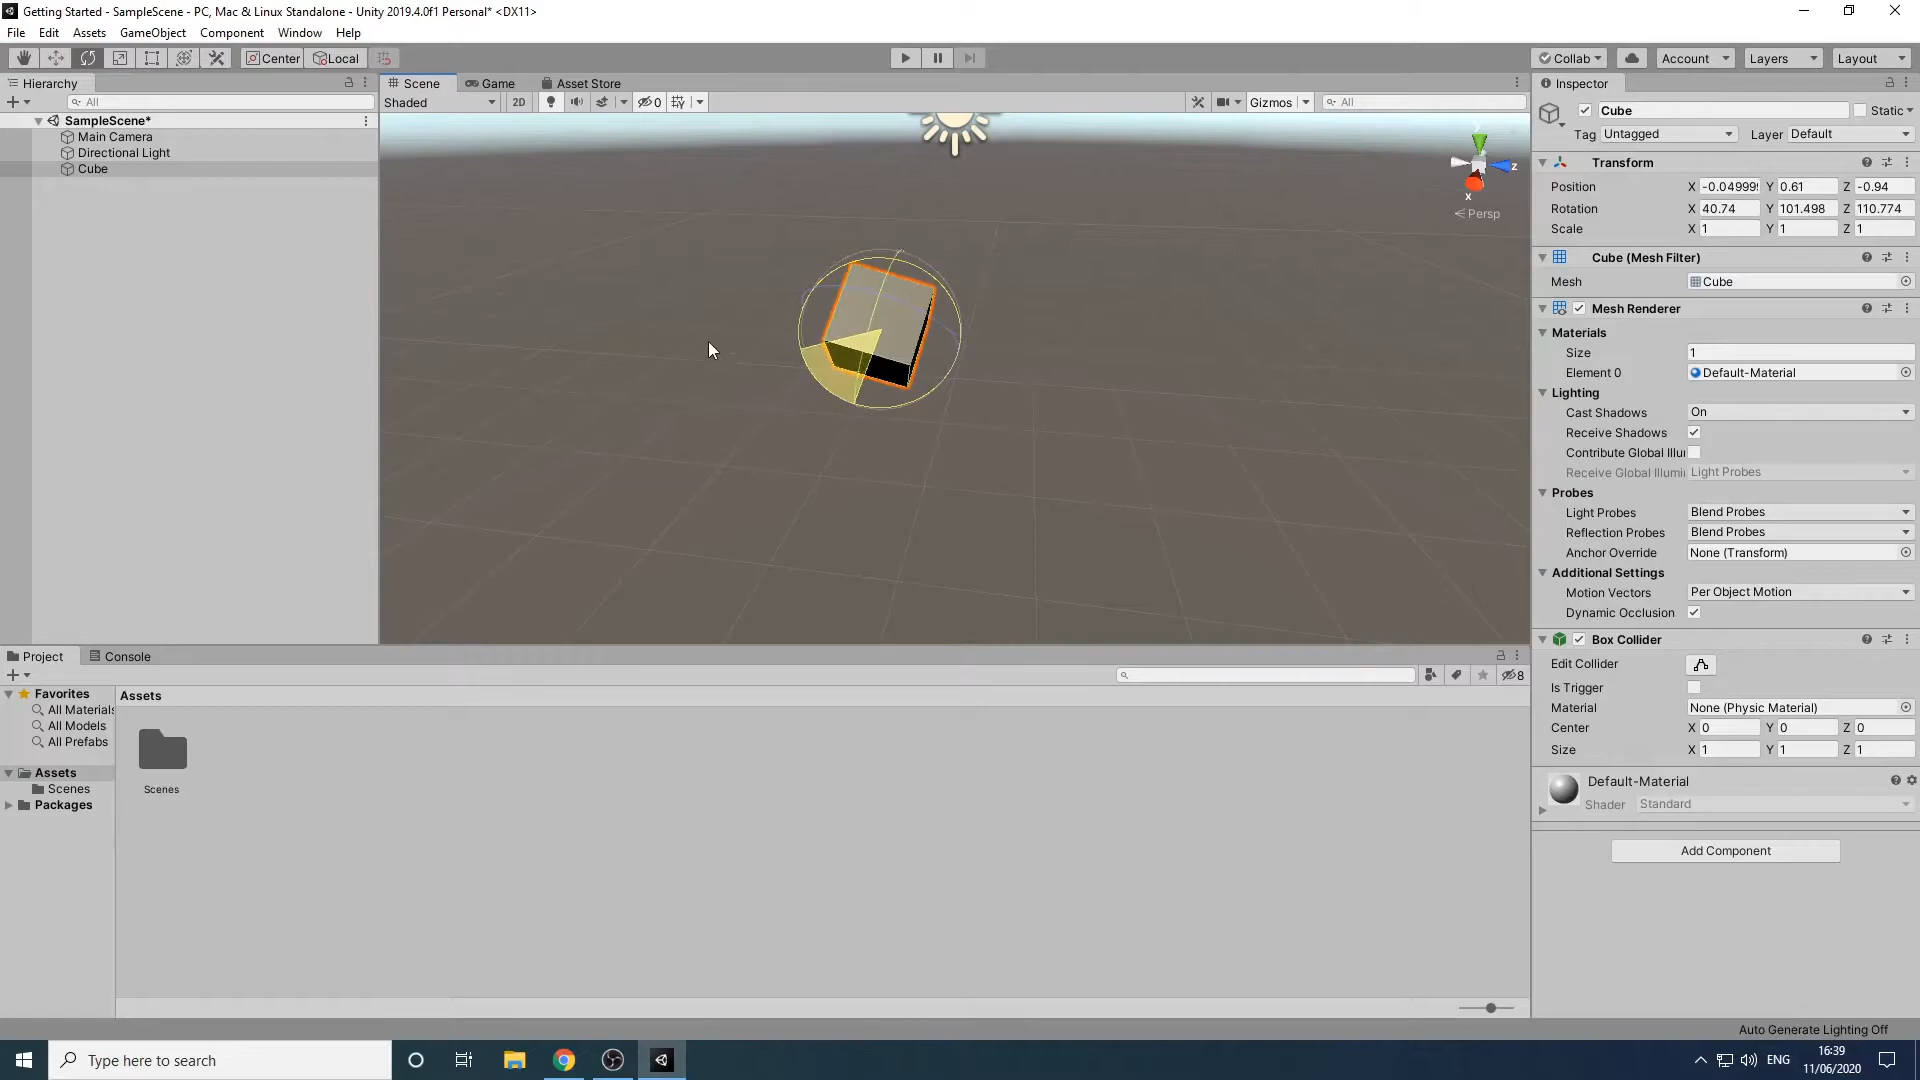 Getting Started - SampleScene - PC, Mac & Linux Standalone - Unity 2019.4.0f1 Personal* <DX11>
File Edit Assets GameObject Component Window Help
Center Local Collab Account Layers Layout
Hierarchy
All
SampleScene*
Main Camera
Directional Light
Cube
Scene Game Asset Store
Shaded 2D 0 Gizmos All
z
x
Persp
Inspector
Cube Static
Tag Untagged Layer Default
Transform
Position X -0.04999 Y 0.61 Z -0.94
Rotation X 40.74 Y 101.498 Z 110.774
Scale X 1 Y 1 Z 1
Cube (Mesh Filter)
Mesh Cube
Mesh Renderer
Materials
Size 1
Element 0 Default-Material
Lighting
Cast Shadows On
Receive Shadows
Contribute Global Illu
Receive Global Illumi Light Probes
Probes
Light Probes Blend Probes
Reflection Probes Blend Probes
Anchor Override None (Transform)
Additional Settings
Motion Vectors Per Object Motion
Dynamic Occlusion
Box Collider
Edit Collider
Is Trigger
Material None (Physic Material)
Center X 0 Y 0 Z 0
Size X 1 Y 1 Z 1
Default-Material
Shader Standard
Add Component
Project Console
8
Favorites
All Materials
All Models
All Prefabs
Assets
Scenes
Packages
Assets
Scenes
Auto Generate Lighting Off
Type here to search
ENG
16:39
11/06/2020